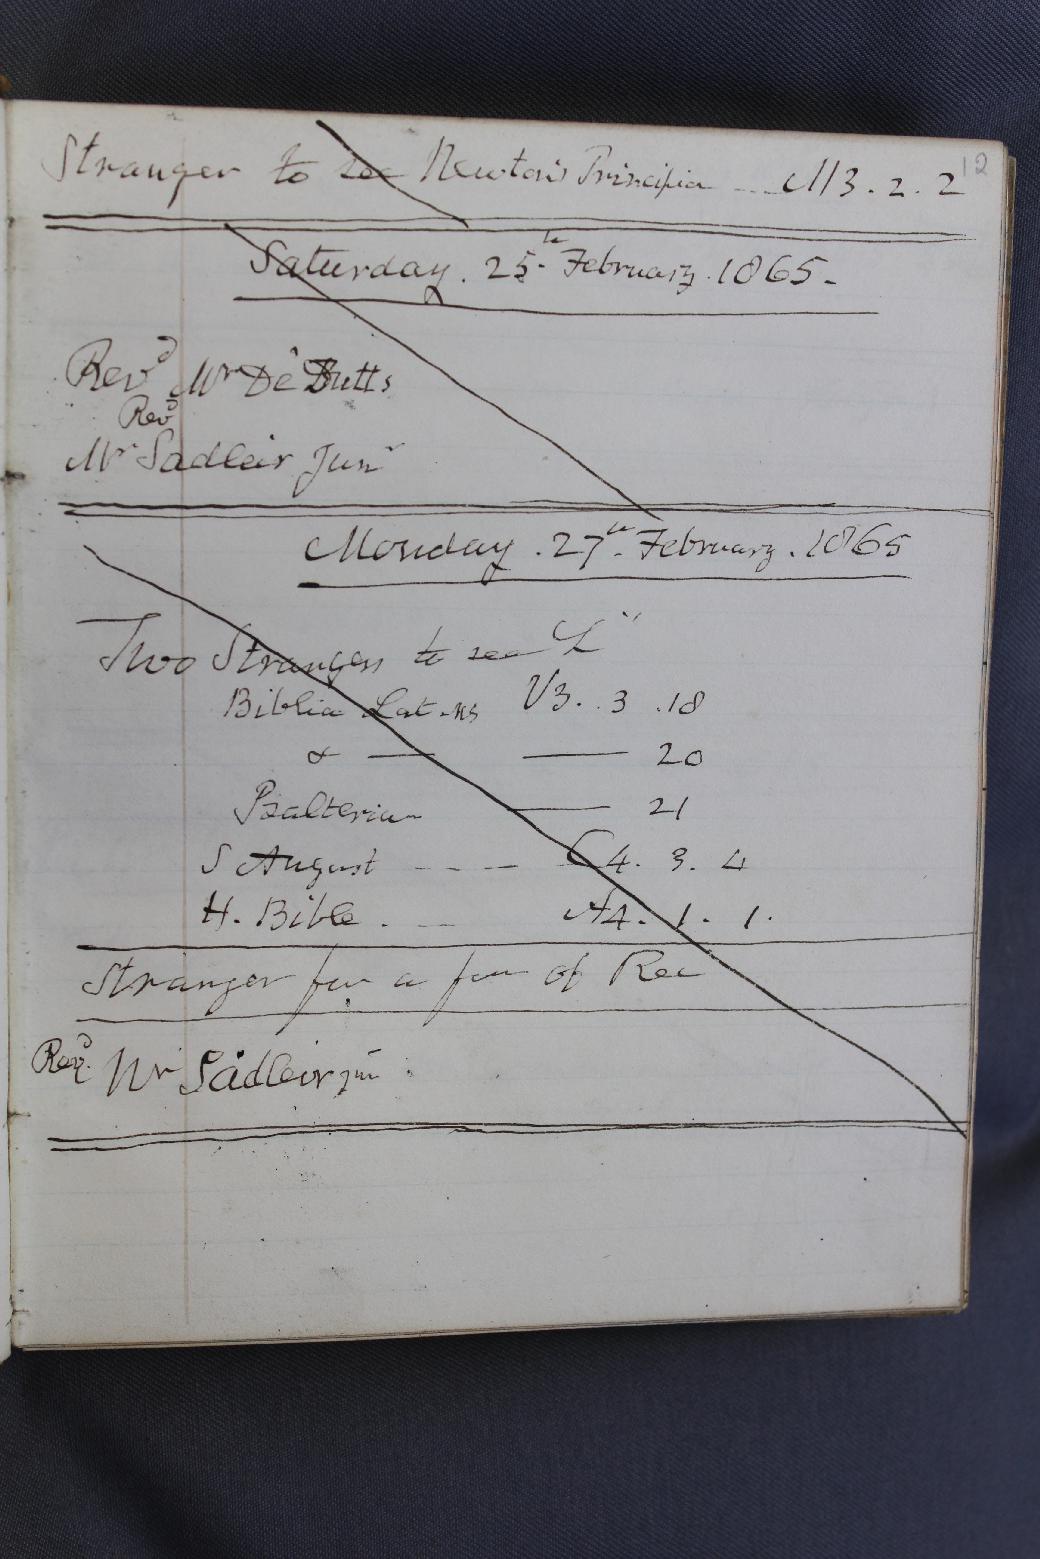 12
Stranger to see Newton's Principia M3. 2. 2
Saturday. 25th February. 1865.
Revd Mr De Butts
Revd
Mr Sadleir Junr
Monday. 27th February. 1865
Two Strangers to see
Biblia Lat. ms V3. 3. 18
& — — 20
Psalterium — 21
S August ---- C4. 3. 4
H. Bible. -- A4. 1. 1.
Stranger for a of Rec
Revd Mr Sadleir jun